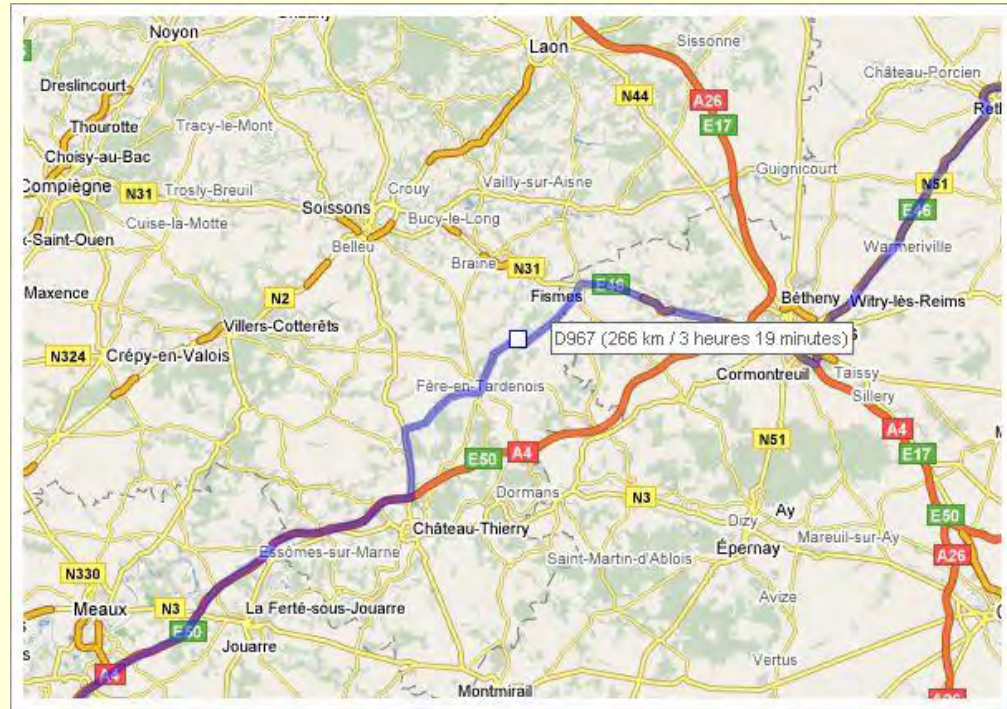 Noyon
Laon
Sissonne
Château-Porcien
Dreslincourt
N44
A26
E17
Thourotte
Tracy-le-Mont
Choisy-au-Bac
Guignicourt
Compiègne
N31
Trosly-Breuil
Crouy
Vailly-sur-Aisne
N51
E46
Cuise-la-Motte
Soissons
Bucy-le-Long
x-Saint-Ouen
Belleu
Warmeriville
Braine
N31
Maxence
N2
Fismes
E46
Bétheny
Witry-lès-Reims
Villers-Cotterêts
D967 (266 km / 3 heures 19 minutes)
N324
Crépy-en-Valois
Cormontreuil
Taissy
Fère-en-Tardenois
Sillery
A4
N51
E50
A4
E17
Dormans
N3
Ay
Dizy
E50
Château-Thierry
Mareuil-sur-Ay
Essômes-sur-Marne
Épernay
Saint-Martin-d'Ablois
A26
N330
Meaux
N3
La Ferté-sous-Jouarre
Avize
E50
Jouarre
A4
Vertus
Montmirail
A26